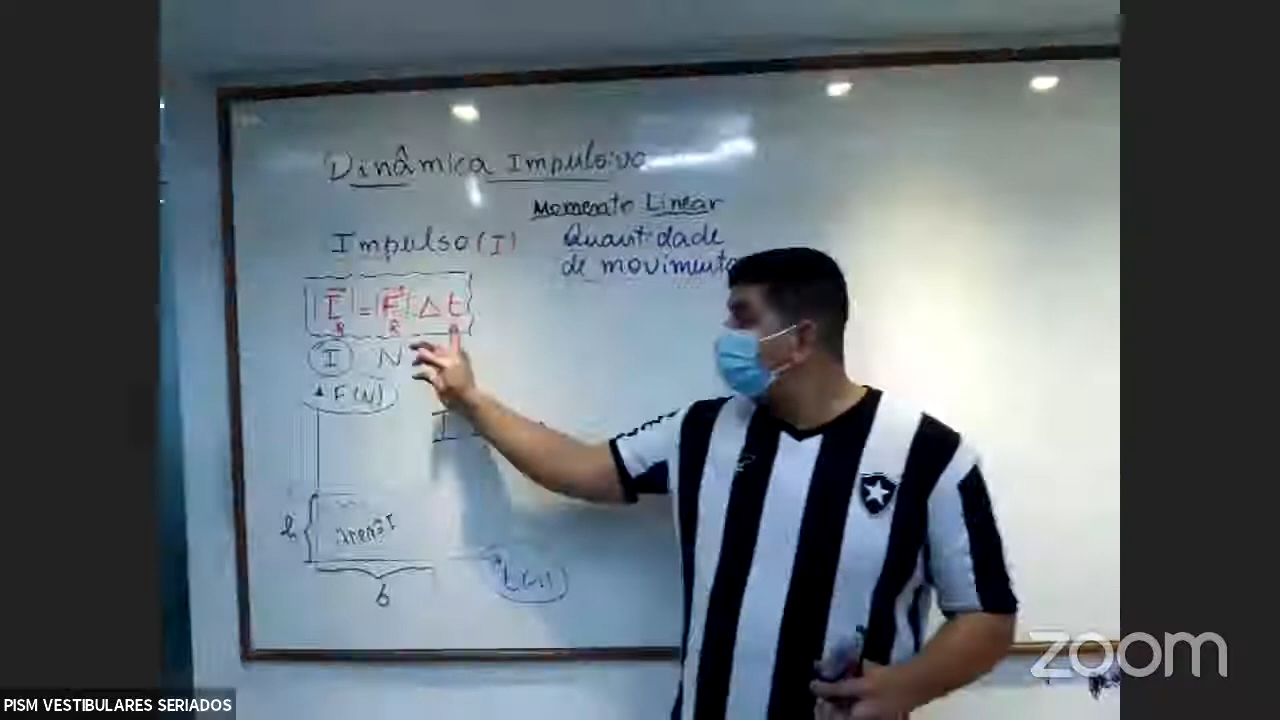 Dinâmica Impulsiva
Momento Linear
Impulso (I) Quantidade
de movimento
|I| = |F| Δt
R R
I N
F(N)
h
Área = I
b
zoom
PISM VESTIBULARES SERIADOS